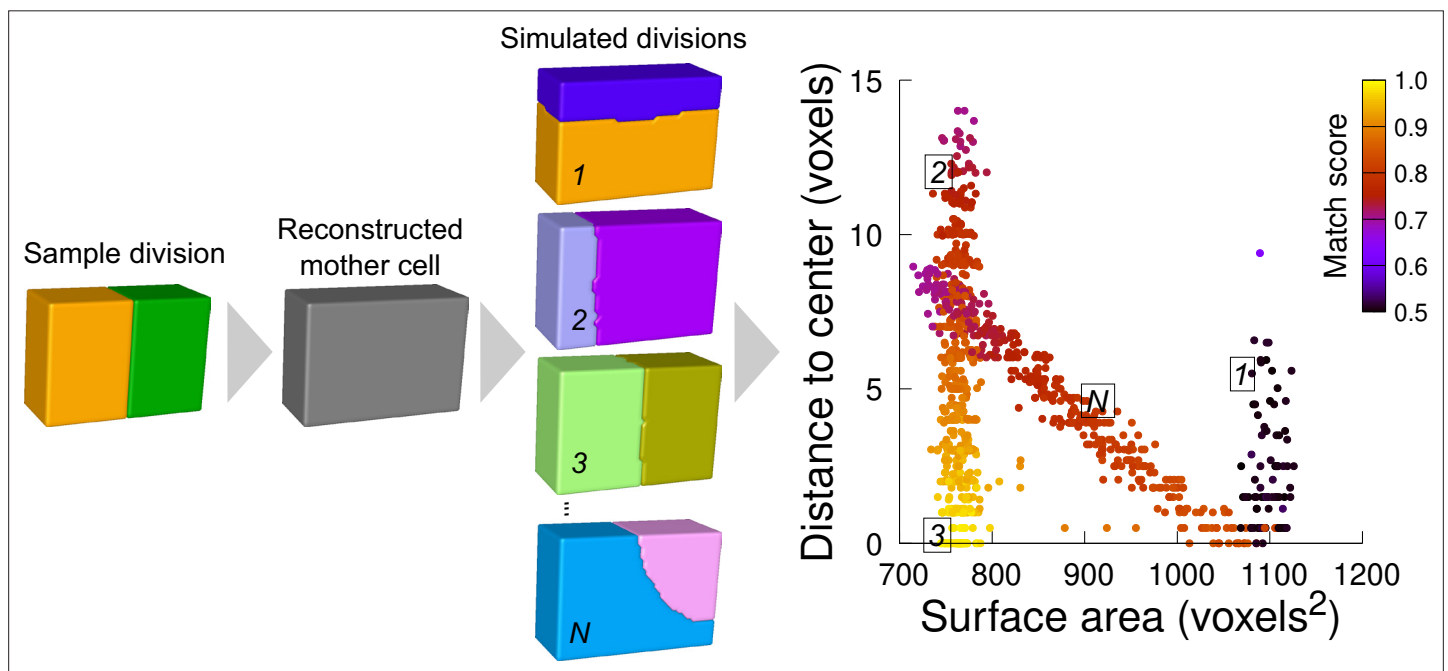 Simulated divisions
Sample division
Reconstructed
mother cell
1
2
3
...
N
Distance to center (voxels)
15
10
5
0
700
800
900
1000
1100
1200
Surface area (voxels²)
2
N
1
3
Match score
1.0
0.9
0.8
0.7
0.6
0.5